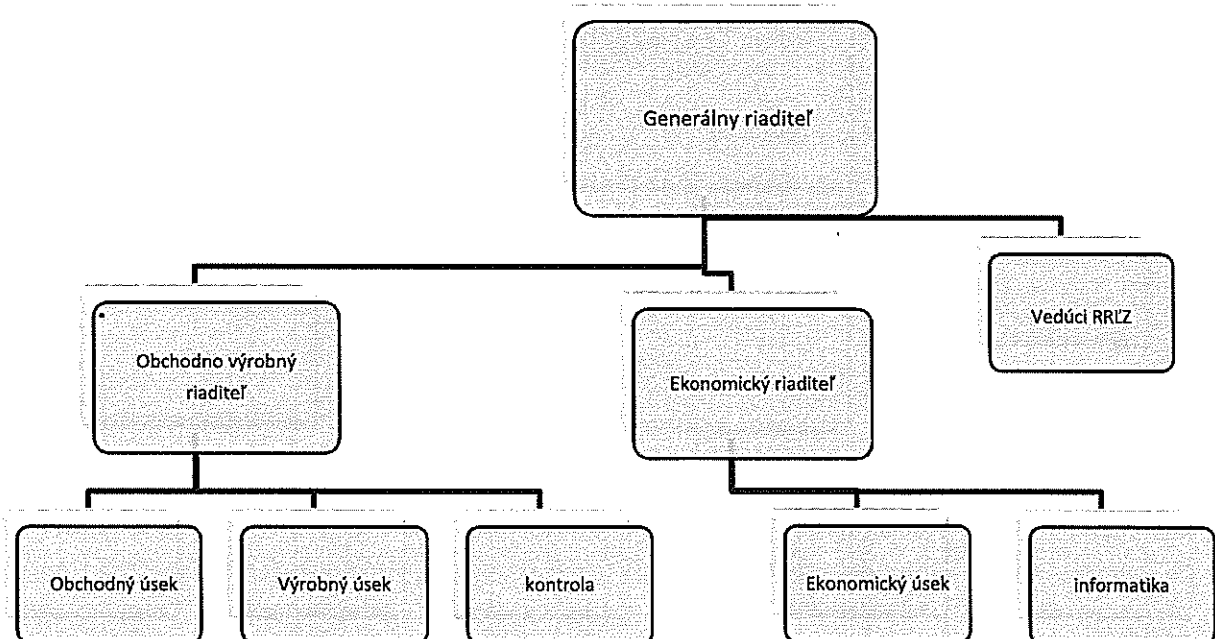 Generálny riaditeľ
Vedúci RRĽZ
Obchodno výrobný
riaditeľ
Ekonomický riaditeľ
Obchodný úsek
Výrobný úsek
kontrola
Ekonomický úsek
informatika